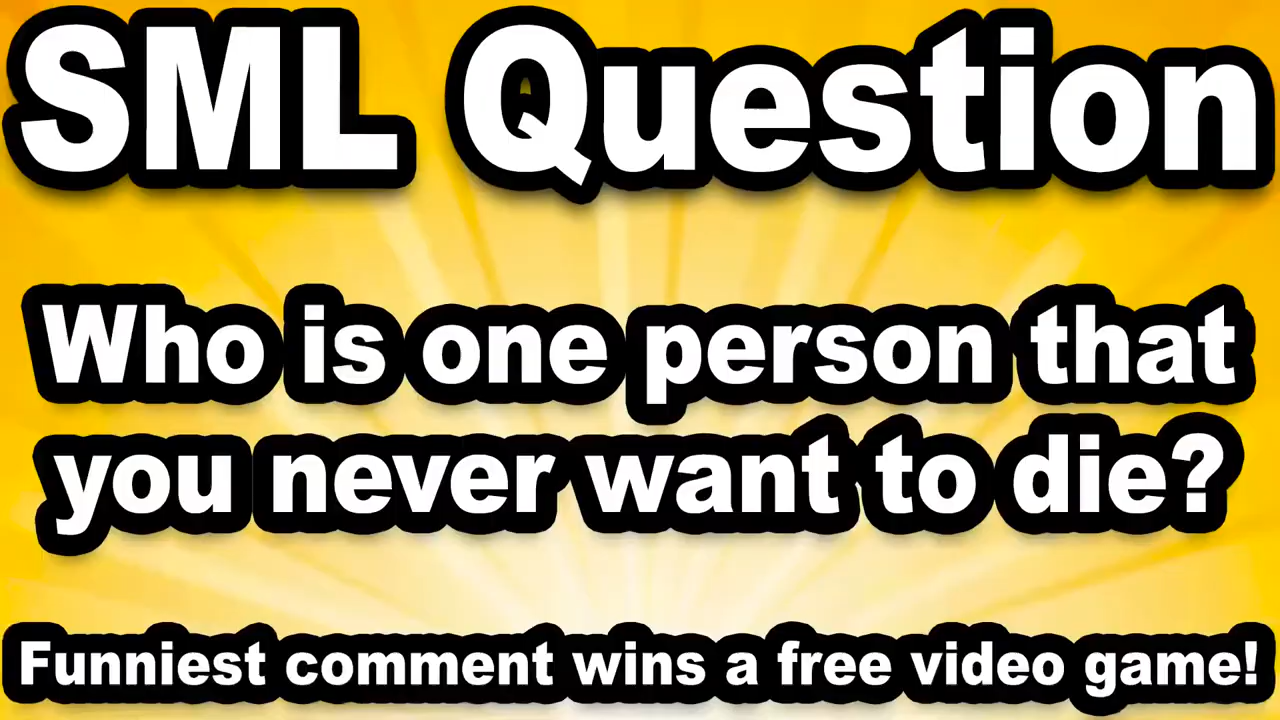 SML Question
Who is one person that
you never want to die?
Funniest comment wins a free video game!